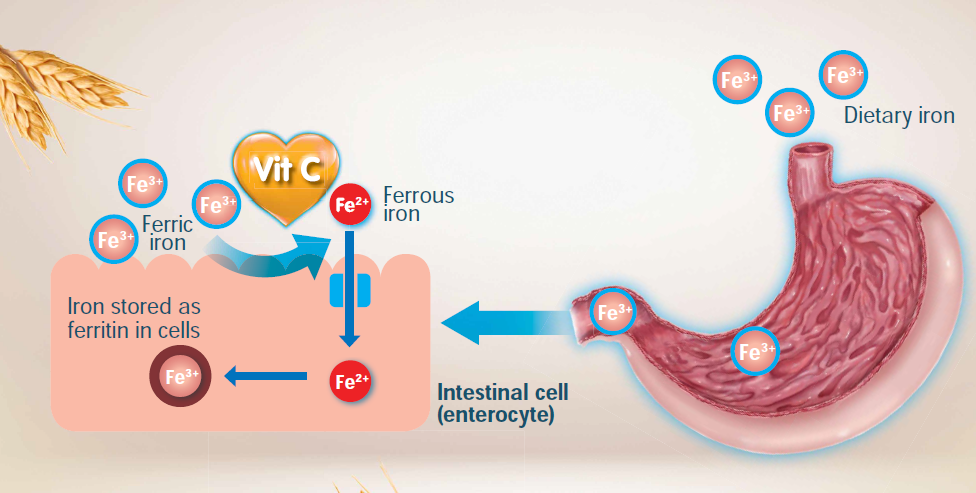 Fe3+
Fe3+
Fe3+
Dietary iron
Vit C
Fe3+
Fe3+
Fe3+
Ferric
iron
Fe2+
Ferrous
iron
Iron stored as
ferritin in cells
Fe3+
Fe2+
Intestinal cell
(enterocyte)
Fe3+
Fe3+